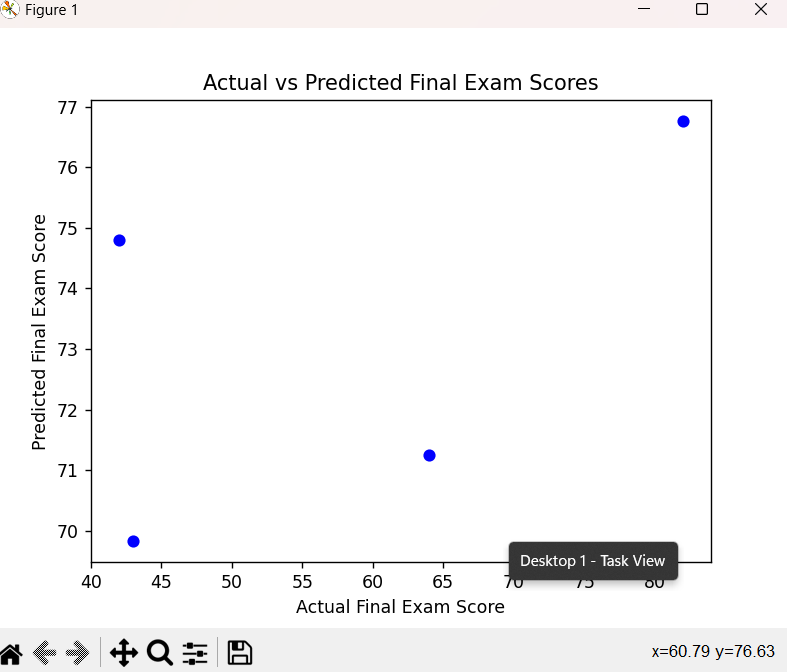 Figure 1
Actual vs Predicted Final Exam Scores
77
76
75
74
73
72
71
70
Predicted Final Exam Score
40 45 50 55 60 65 70 75 80
Desktop 1 - Task View
Actual Final Exam Score
x=60.79 y=76.63